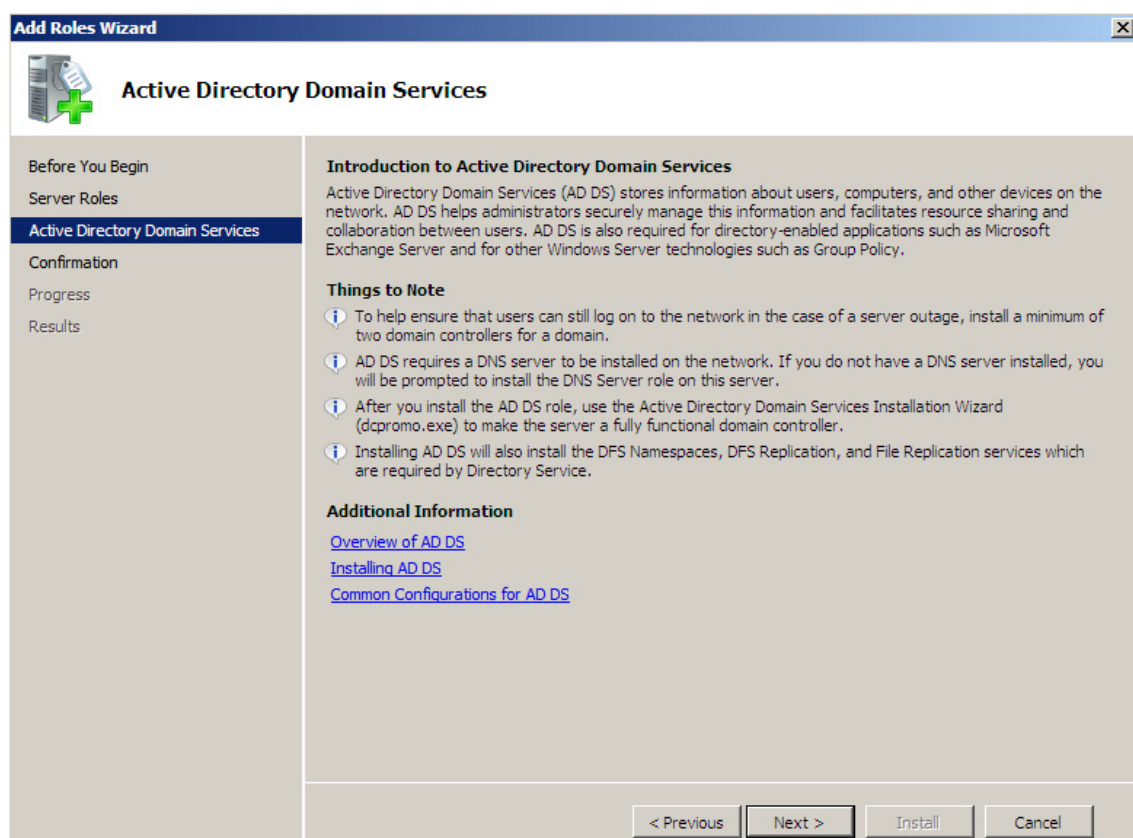 Add Roles Wizard
Active Directory Domain Services
Before You Begin
Server Roles
Active Directory Domain Services
Confirmation
Progress
Results
Introduction to Active Directory Domain Services
Active Directory Domain Services (AD DS) stores information about users, computers, and other devices on the
network. AD DS helps administrators securely manage this information and facilitates resource sharing and
collaboration between users. AD DS is also required for directory-enabled applications such as Microsoft
Exchange Server and for other Windows Server technologies such as Group Policy.
Things to Note
To help ensure that users can still log on to the network in the case of a server outage, install a minimum of
two domain controllers for a domain.
AD DS requires a DNS server to be installed on the network. If you do not have a DNS server installed, you
will be prompted to install the DNS Server role on this server.
After you install the AD DS role, use the Active Directory Domain Services Installation Wizard
(dcpromo.exe) to make the server a fully functional domain controller.
Installing AD DS will also install the DFS Namespaces, DFS Replication, and File Replication services which
are required by Directory Service.
Additional Information
Overview of AD DS
Installing AD DS
Common Configurations for AD DS
< Previous Next > Install Cancel